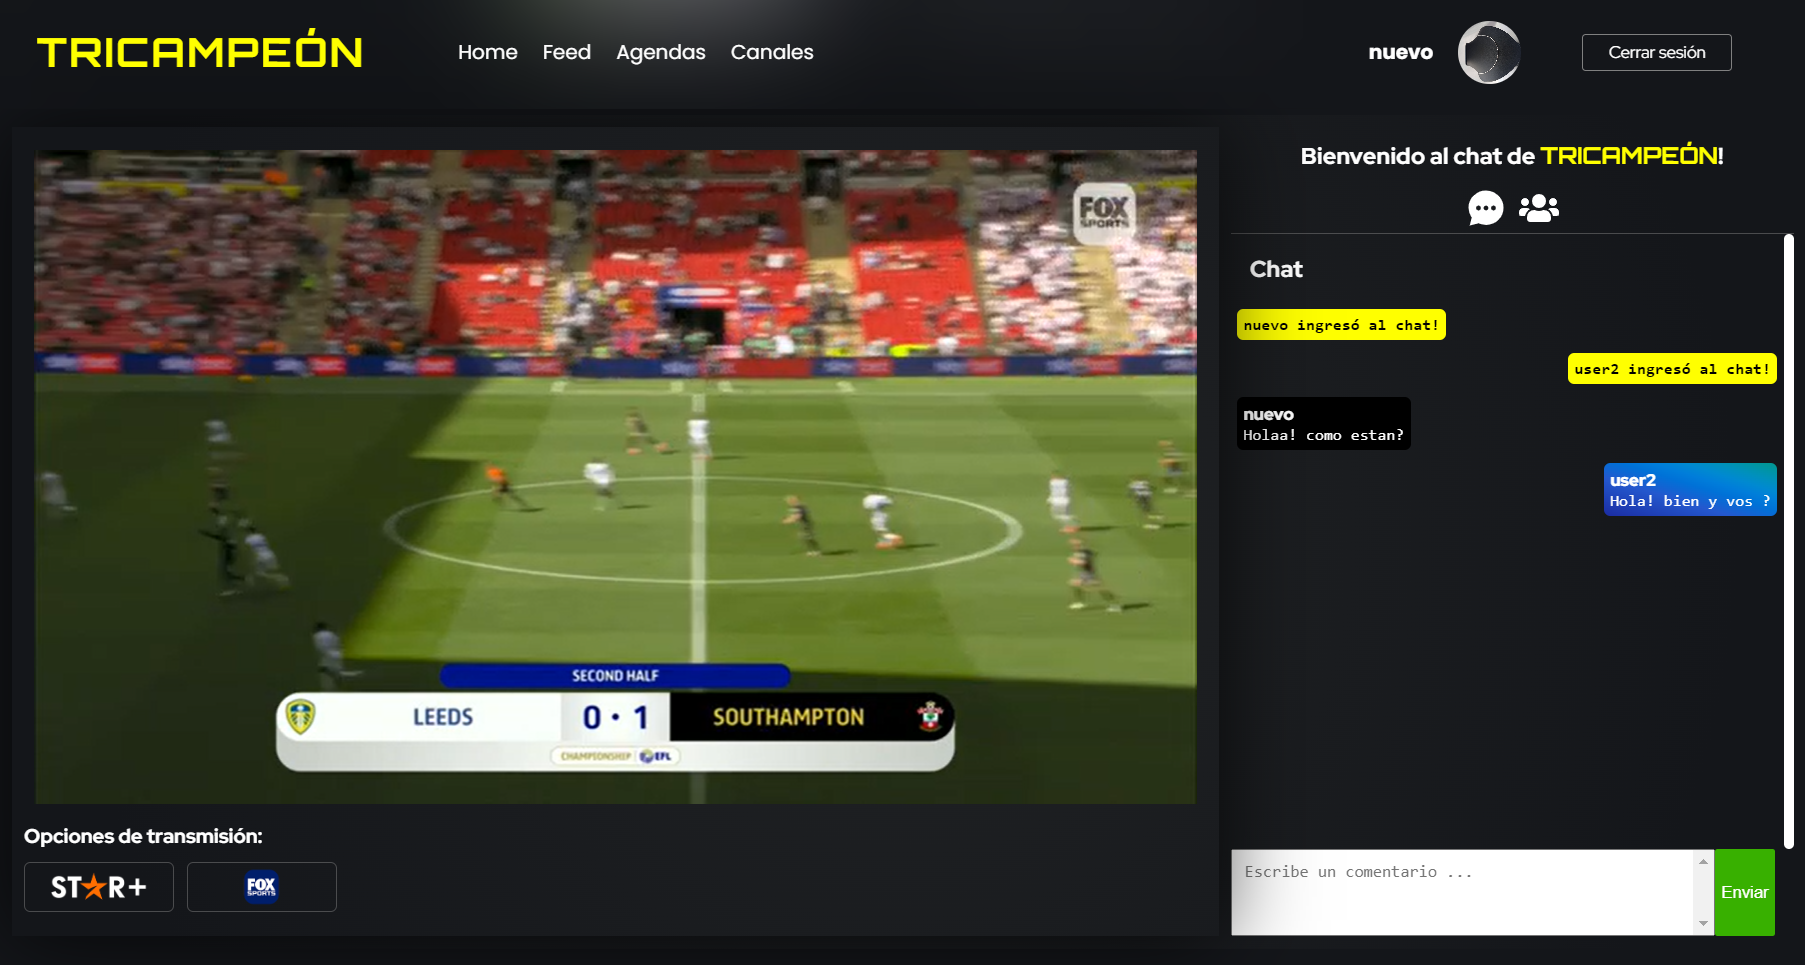 TRICAMPEÓN
Home Feed Agendas Canales
nuevo
Cerrar sesión
FOX
SPORTS
SECOND HALF
LEEDS 0 · 1 SOUTHAMPTON
CHAMPIONSHIP EFL
Opciones de transmisión:
STAR+
FOX
SPORTS
Bienvenido al chat de TRICAMPEÓN!
Chat
nuevo ingresó al chat!
user2 ingresó al chat!
nuevo
Holaa! como estan?
user2
Hola! bien y vos ?
Escribe un comentario ...
Enviar